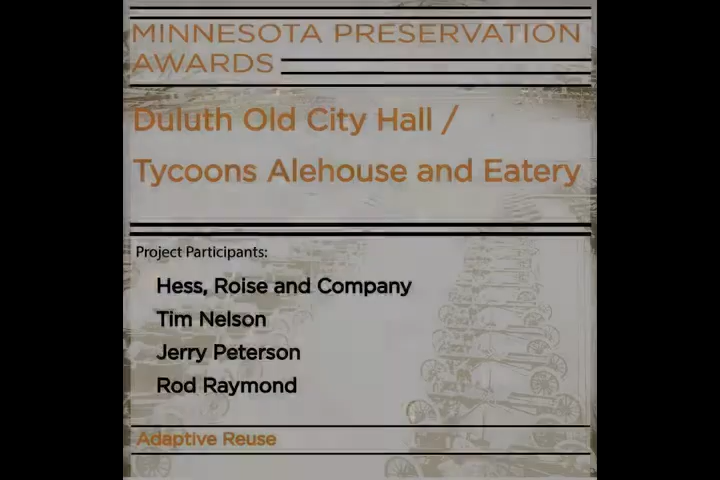 MINNESOTA PRESERVATION
AWARDS
Duluth Old City Hall /
Tycoons Alehouse and Eatery
Project Participants:
Hess, Roise and Company
Tim Nelson
Jerry Peterson
Rod Raymond
Adaptive Reuse